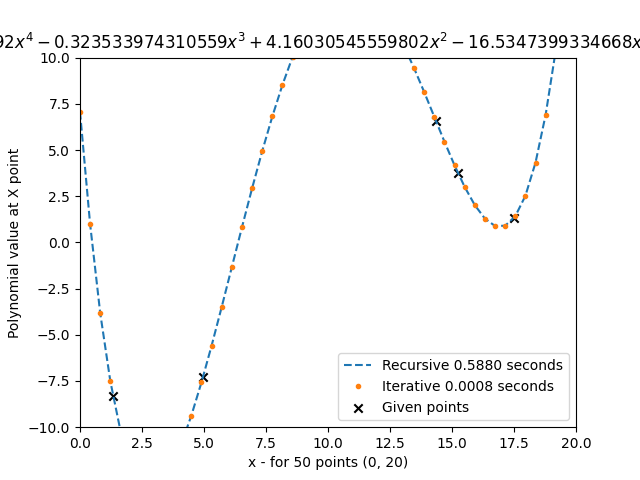 92x⁴ − 0.323533974310559x³ + 4.16030545559802x² − 16.5347399334668x
10.0
7.5
5.0
2.5
0.0
−2.5
−5.0
−7.5
−10.0
Polynomial value at X point
Recursive 0.5880 seconds
Iterative 0.0008 seconds
Given points
0.0 2.5 5.0 7.5 10.0 12.5 15.0 17.5 20.0
x - for 50 points (0, 20)